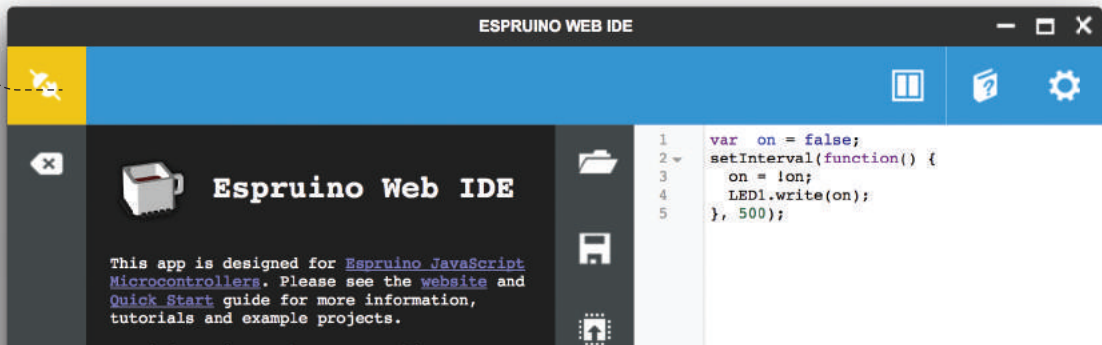 ESPRUINO WEB IDE
Espruino Web IDE
This app is designed for Espruino JavaScript
Microcontrollers. Please see the website and
Quick Start guide for more information,
tutorials and example projects.
1 var on = false;
2 setInterval(function() {
3 on = !on;
4 LED1.write(on);
5 }, 500);